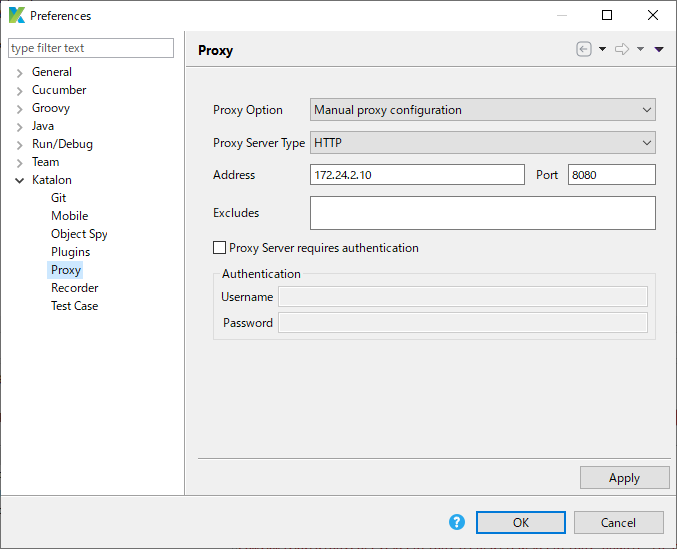 Preferences
type filter text
General
Cucumber
Groovy
Java
Run/Debug
Team
Katalon
Git
Mobile
Object Spy
Plugins
Proxy
Recorder
Test Case
Proxy
Proxy Option Manual proxy configuration
Proxy Server Type HTTP
Address 172.24.2.10 Port 8080
Excludes
Proxy Server requires authentication
Authentication
Username
Password
Apply
? OK Cancel